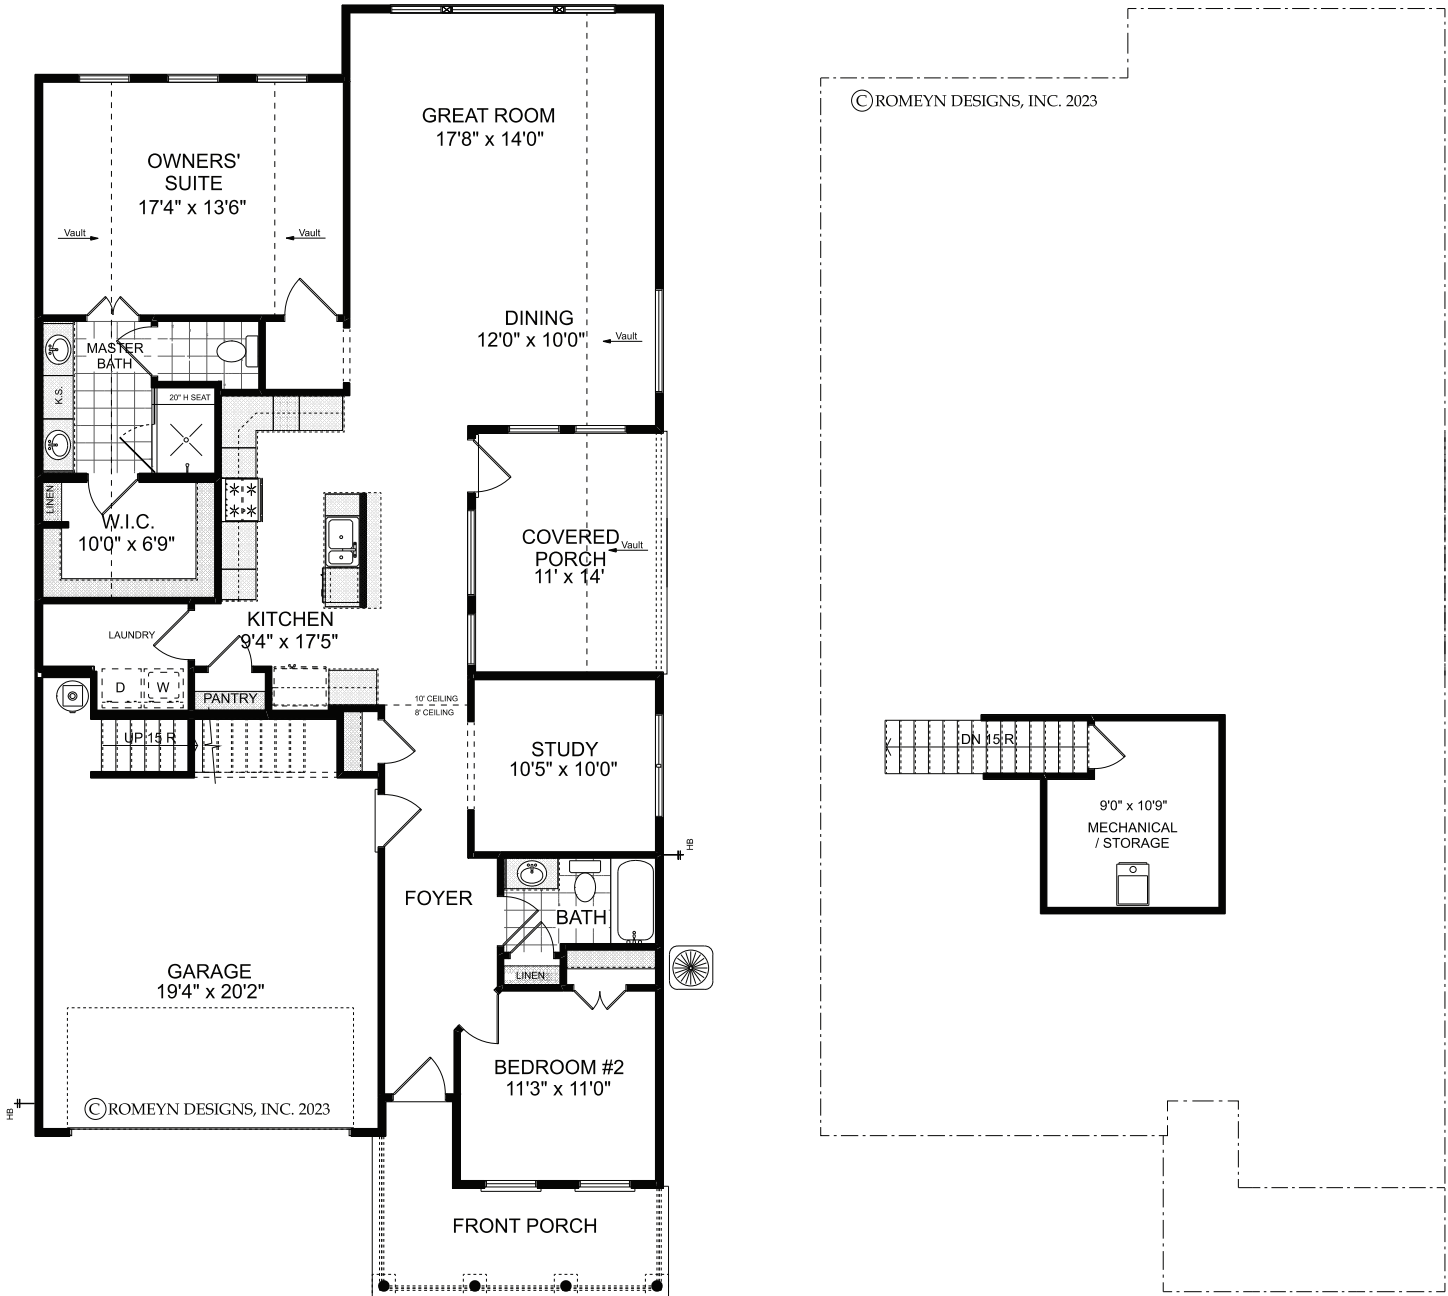 GREAT ROOM
17'8" x 14'0"
OWNERS'
SUITE
17'4" x 13'6"
Vault
Vault
DINING
12'0" x 10'0"
Vault
MASTER
BATH
K.S.
20" H SEAT
LINEN
W.I.C.
10'0" x 6'9"
COVERED
PORCH
11' x 14'
Vault
KITCHEN
9'4" x 17'5"
LAUNDRY
D
W
PANTRY
10' CEILING
8' CEILING
UP 15 R
STUDY
10'5" x 10'0"
HB
FOYER
BATH
LINEN
GARAGE
19'4" x 20'2"
BEDROOM #2
11'3" x 11'0"
HB
© ROMEYN DESIGNS, INC. 2023
FRONT PORCH
© ROMEYN DESIGNS, INC. 2023
DN 15 R
9'0" x 10'9"
MECHANICAL
/ STORAGE